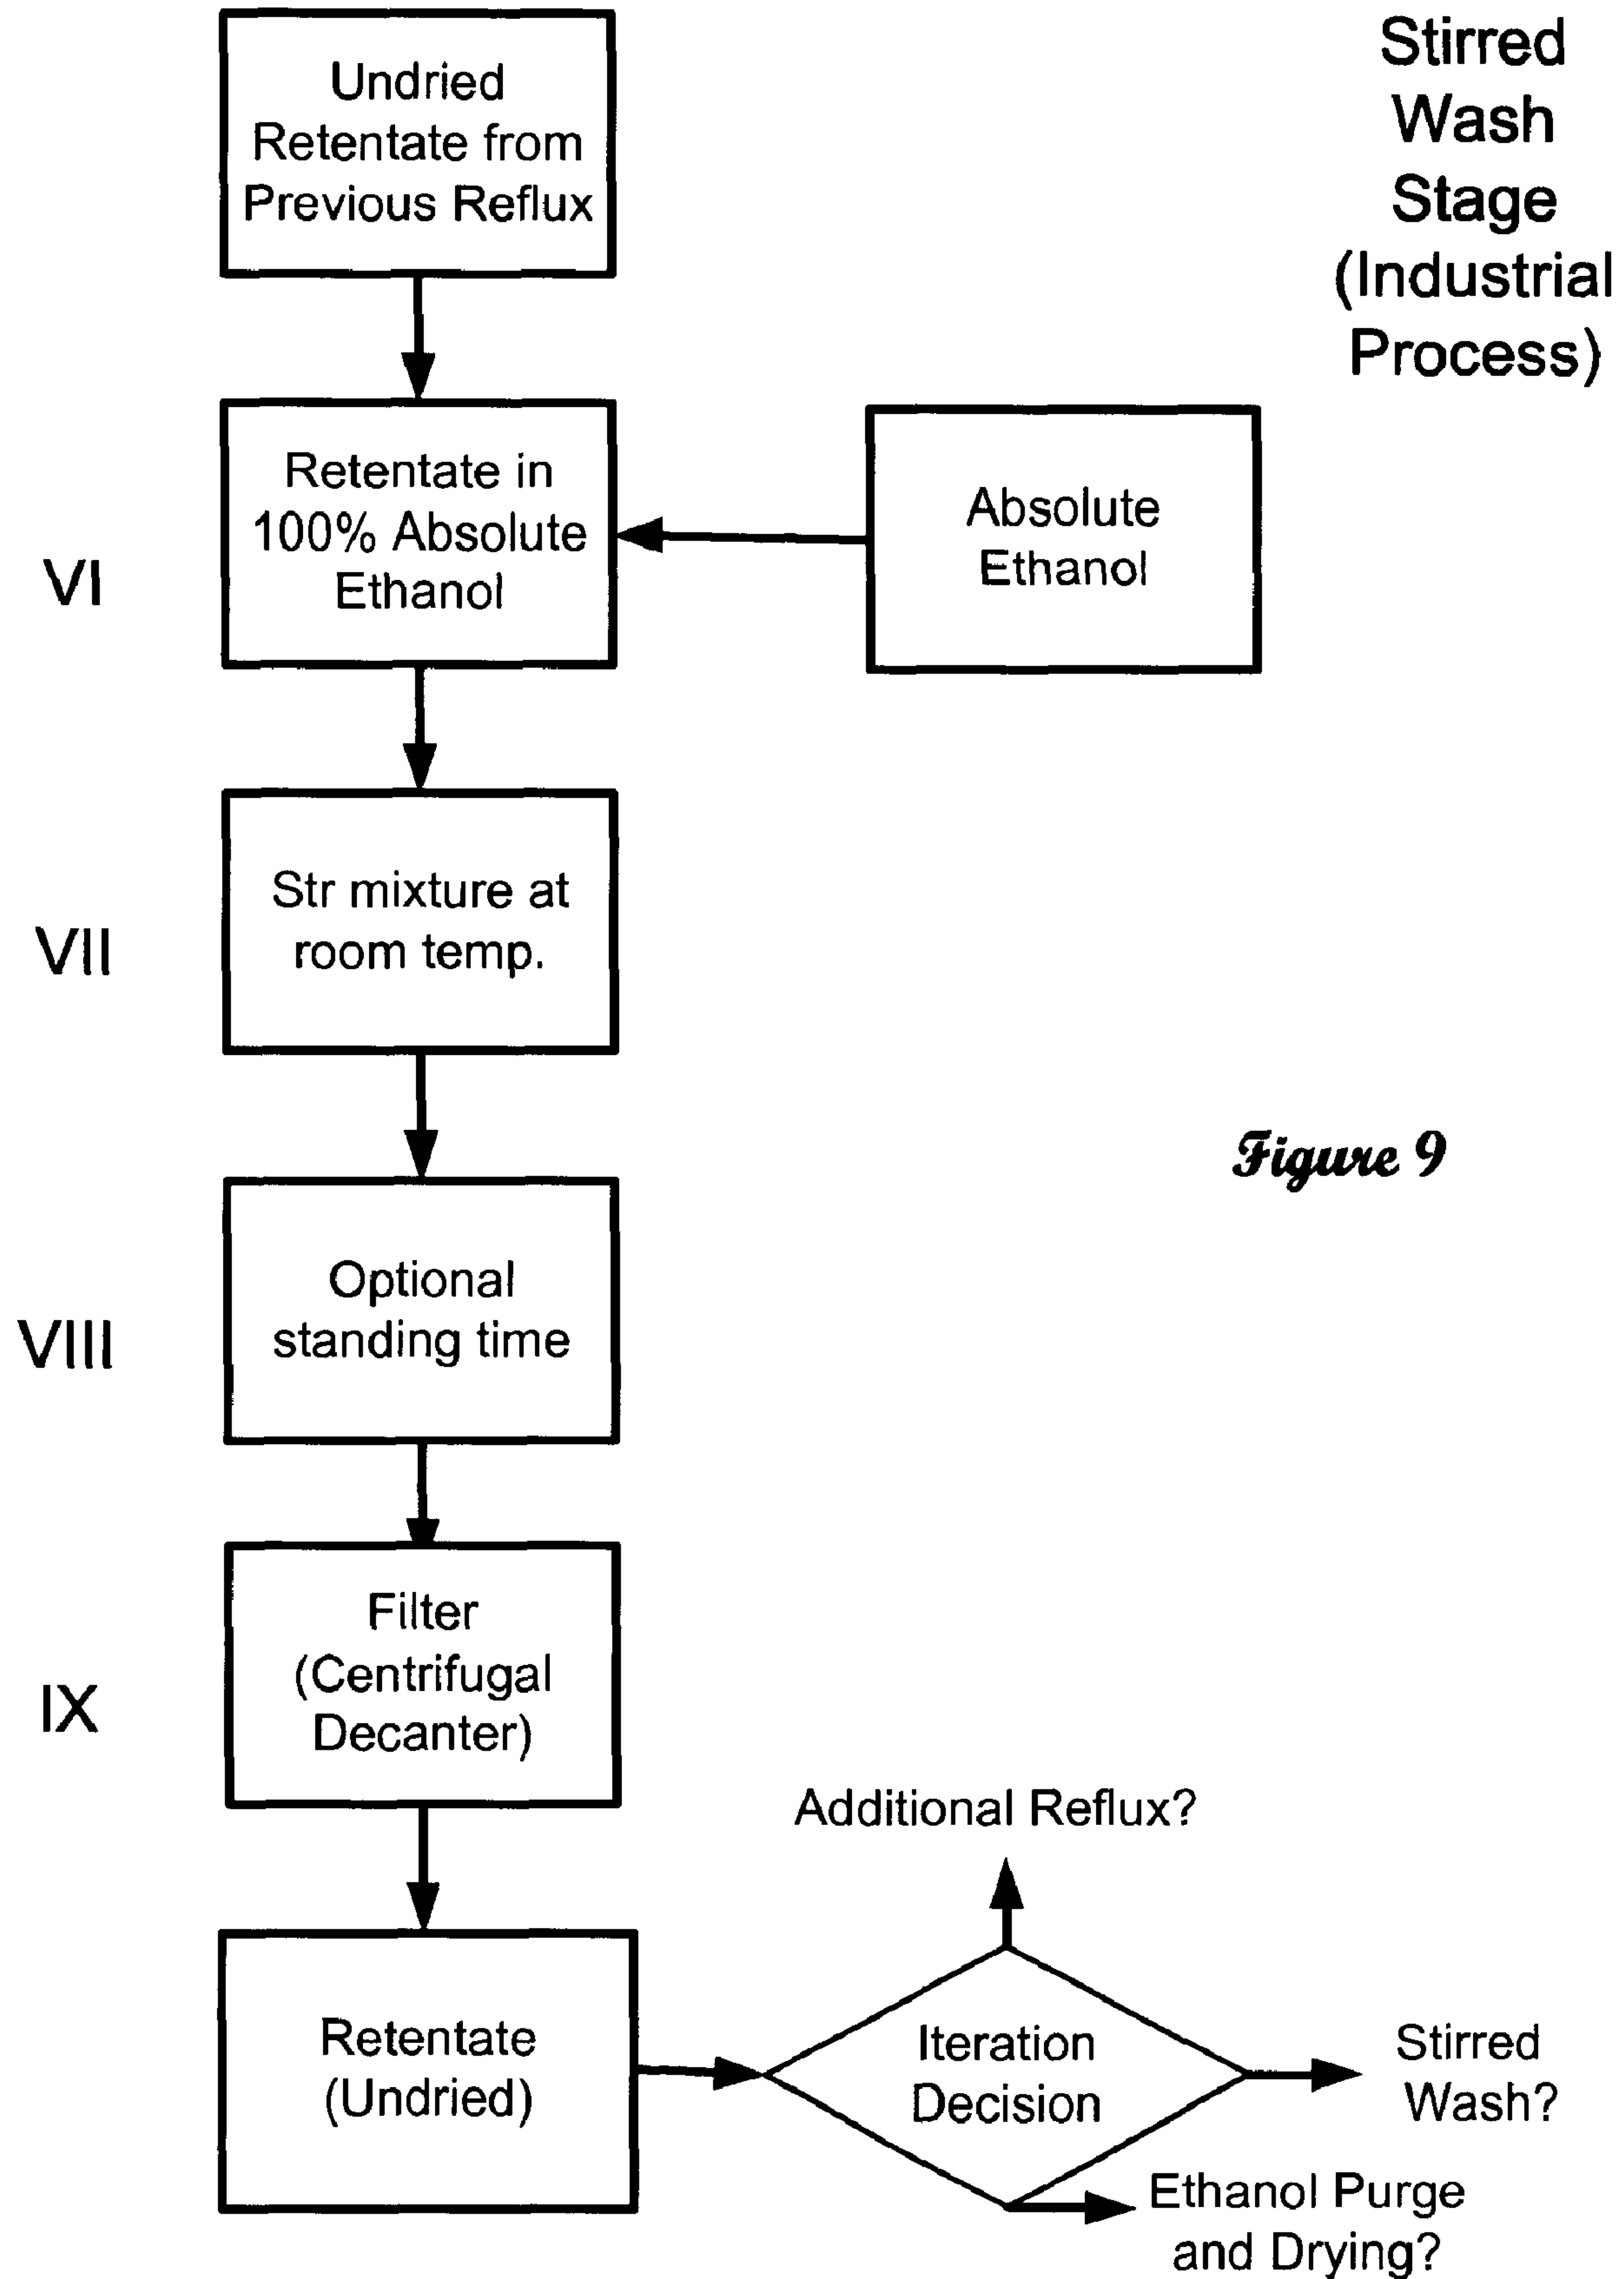 Stirred
Wash
Stage
(Industrial
Process)
Undried
Retentate from
Previous Reflux
VI
Retentate in
100% Absolute
Ethanol
Absolute
Ethanol
VII
Str mixture at
room temp.
Figure 9
VIII
Optional
standing time
IX
Filter
(Centrifugal
Decanter)
Additional Reflux?
Retentate
(Undried)
Iteration
Decision
Stirred
Wash?
Ethanol Purge
and Drying?